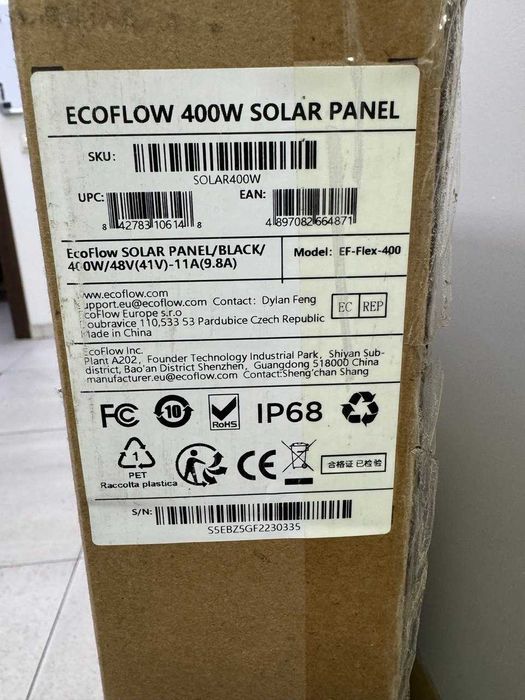 ECOFLOW 400W SOLAR PANEL
SKU:
SOLAR400W
UPC: EAN:
8 42783 10614 8 4 897082 664871
EcoFlow SOLAR PANEL/BLACK/
400W/48V(41V)-11A(9.8A)
Model: EF-Flex-400
www.ecoflow.com
support.eu@ecoflow.com Contact: Dylan Feng
EcoFlow Europe s.r.o
Doubravice 110,533 53 Pardubice Czech Republic
Made in China
EC REP
EcoFlow Inc.
Plant A202, Founder Technology Industrial Park, Shiyan Sub-
district, Bao'an District Shenzhen, Guangdong 518000 China
manufacturer.eu@ecoflow.com Contact:Sheng'chan Shang
FC 10 RoHS IP68
1
PET
Raccolta plastica
CE
合格证 已检验
S/N:
S5EBZ5GF2230335